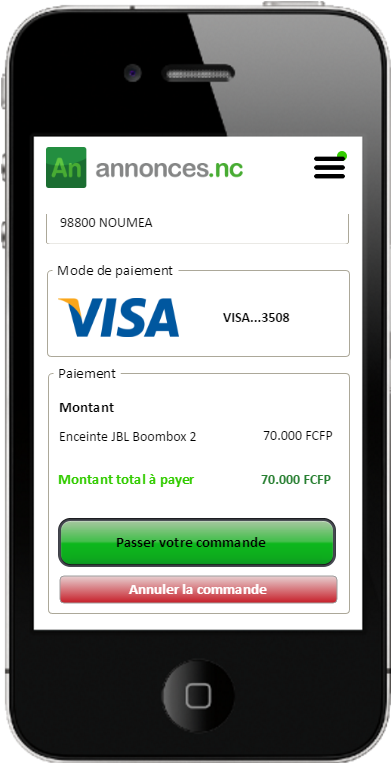 An annonces.nc
98800 NOUMEA
Mode de paiement
VISA VISA...3508
Paiement
Montant
Enceinte JBL Boombox 2 70.000 FCFP
Montant total à payer 70.000 FCFP
Passer votre commande
Annuler la commande